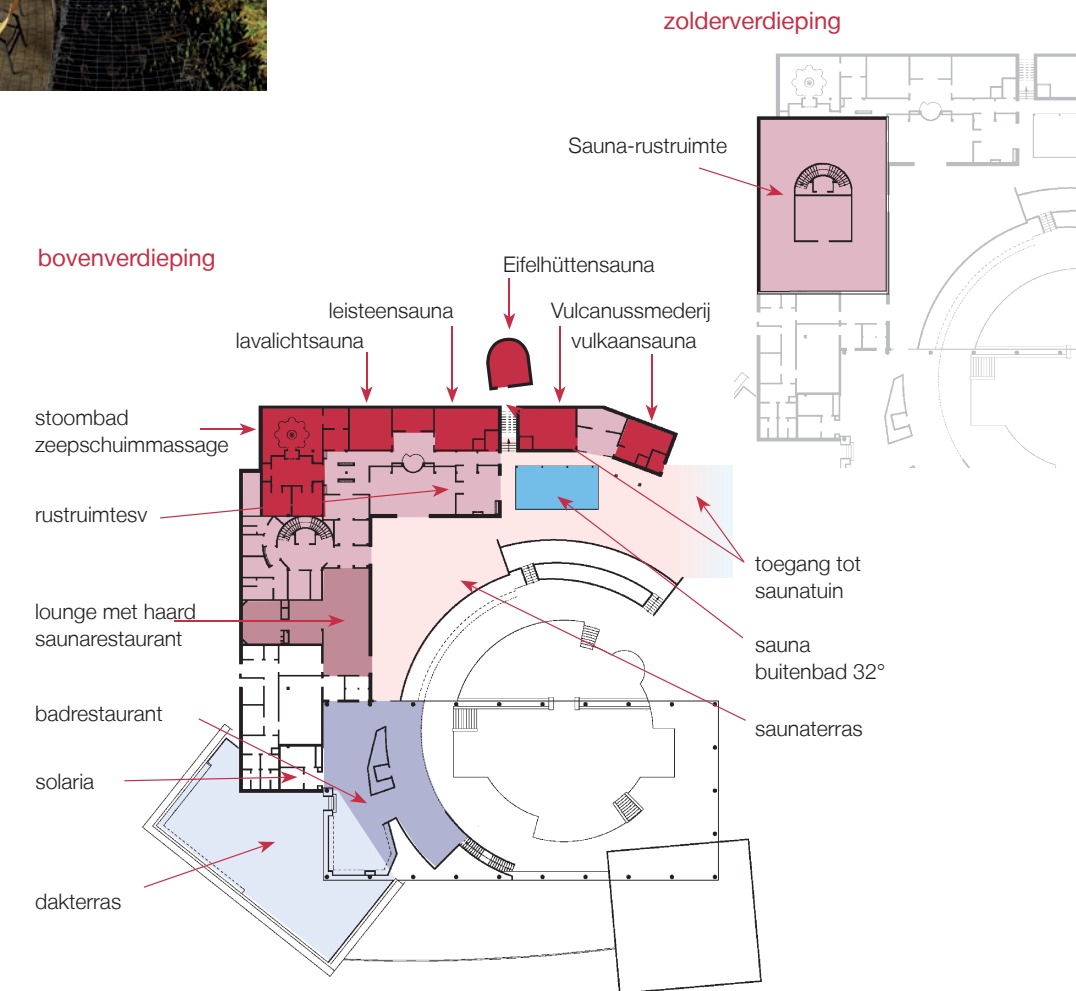 zolderverdieping
Sauna-rustruimte
bovenverdieping
Eifelhüttensauna
leisteensauna
Vulcanussmederij
lavalichtsauna
vulkaansauna
stoombad
zeepschuimmassage
rustruimtesv
toegang tot
saunatuin
lounge met haard
saunarestaurant
sauna
buitenbad 32°
badrestaurant
saunaterras
solaria
dakterras